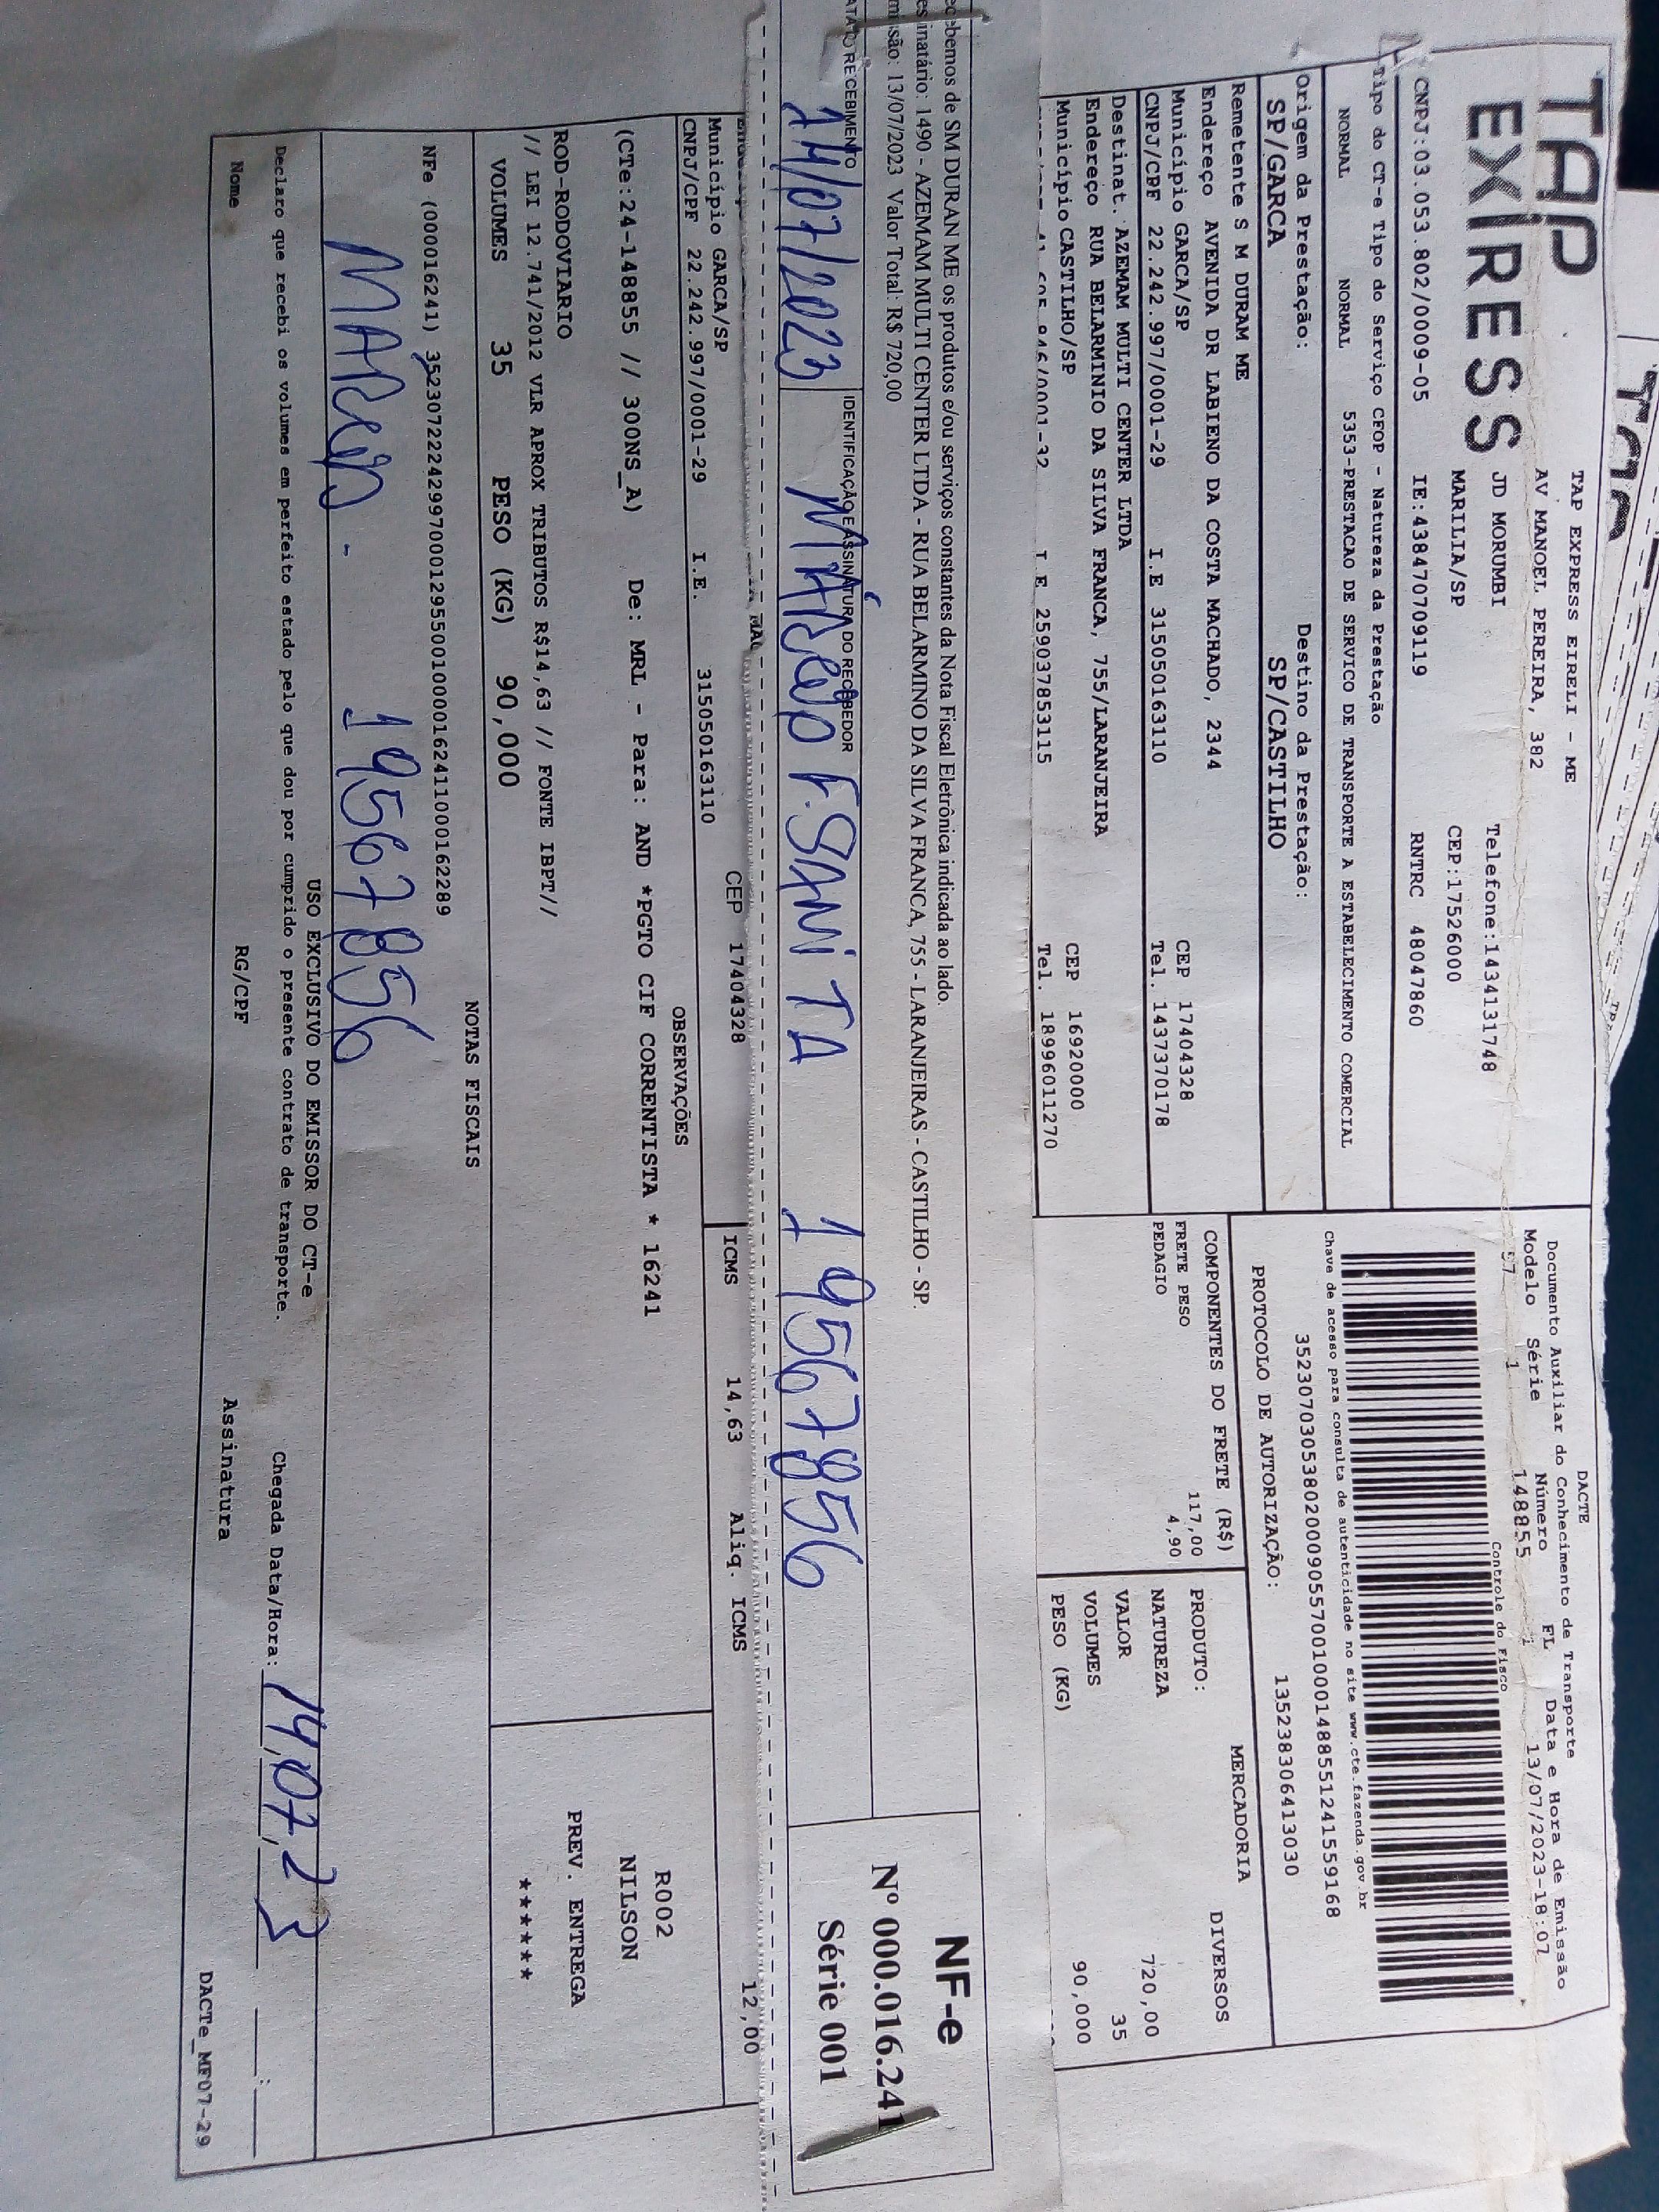 TAP
EXPRESS
TAP EXPRESS EIRELI - ME
AV MANOEL PEREIRA, 382
JD MORUMBI Telefone:1434131748
MARILIA/SP CEP:17526000
CNPJ:03.053.802/0009-05 IE:438470709119 RNTRC 48047860
Tipo do CT-e Tipo do Serviço CFOP - Natureza da Prestação
NORMAL NORMAL 5353-PRESTACAO DE SERVICO DE TRANSPORTE A ESTABELECIMENTO COMERCIAL
Origem da Prestação: Destino da Prestação:
SP/GARCA SP/CASTILHO
Remetente S M DURAM ME
Endereço AVENIDA DR LABIENO DA COSTA MACHADO, 2344
Município GARCA/SP CEP 17404328
CNPJ/CPF 22.242.997/0001-29 I.E 315050163110 Tel. 1437370178
Destinat. AZEMAM MULTI CENTER LTDA
Endereço RUA BELARMINIO DA SILVA FRANCA, 755/LARANJEIRA
Município CASTILHO/SP CEP 16920000
I E 259037853115 Tel. 18996011270
DACTE
Documento Auxiliar do Conhecimento de Transporte
Modelo Série Número FL Data e Hora de Emissão
57 1 148855 1 13/07/2023-18:07
Controle do Fisco
Chave de acesso para consulta de autenticidade no site www.cte.fazenda.gov.br
35230703053802000905570010001488551241559168
PROTOCOLO DE AUTORIZAÇÃO: 135238306413030
COMPONENTES DO FRETE (R$)
FRETE PESO 117,00
PEDAGIO 4,90
MERCADORIA
PRODUTO: DIVERSOS
NATUREZA
VALOR 720,00
VOLUMES 35
PESO (KG) 90,000
ecebemos de SM DURAN ME os produtos e/ou serviços constantes da Nota Fiscal Eletrônica indicada ao lado.
es inatário: 1490 - AZEMAM MULTI CENTER LTDA - RUA BELARMINO DA SILVA FRANCA, 755 - LARANJEIRAS - CASTILHO - SP.
missão: 13/07/2023 Valor Total: R$ 720,00
ATA DO RECEBIMENTO IDENTIFICAÇÃO E ASSINATURA DO RECEBEDOR
14/07/2023 MÁRCIO F. SANITA 19567856
NF-e
Nº 000.016.241
Série 001
Município GARCA/SP CEP 17404328
CNPJ/CPF 22.242.997/0001-29 I.E. 315050163110
ICMS 14,63 Aliq. ICMS 12,00
OBSERVAÇÕES
(CTe:24-148855 // 300NS_A) De: MRL - Para: AND *PGTO CIF CORRENTISTA * 16241
ROD-RODOVIARIO
// LEI 12.741/2012 VLR APROX TRIBUTOS R$14,63 // FONTE IBPT//
R002
NILSON
PREV. ENTREGA
*******
VOLUMES 35 PESO (KG) 90,000
NOTAS FISCAIS
NFe (000016241) 35230722242997000129550010000162411000162289
MARCIO - 19567856
USO EXCLUSIVO DO EMISSOR DO CT-e
Declaro que recebi os volumes em perfeito estado pelo que dou por cumprido o presente contrato de transporte. Chegada Data/Hora: 14,07,23 :
Nome RG/CPF Assinatura
DACTe_MF07-29